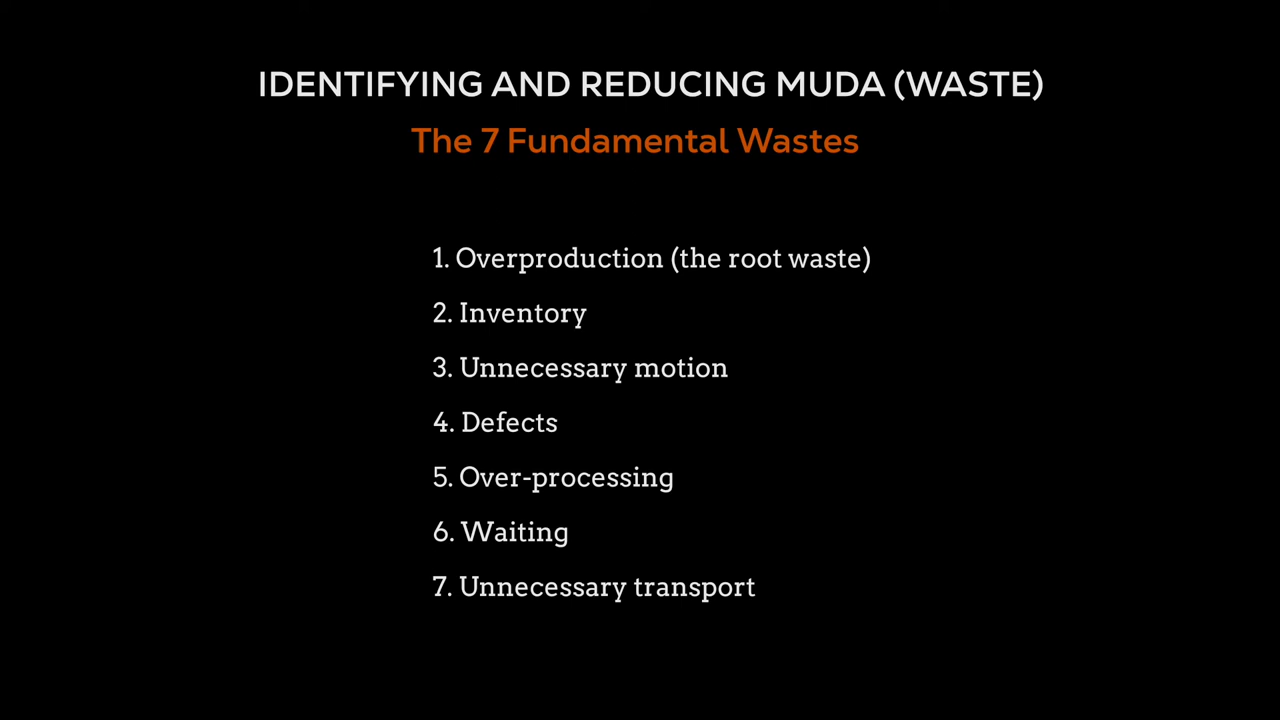 IDENTIFYING AND REDUCING MUDA (WASTE)
The 7 Fundamental Wastes
1. Overproduction (the root waste)
2. Inventory
3. Unnecessary motion
4. Defects
5. Over-processing
6. Waiting
7. Unnecessary transport